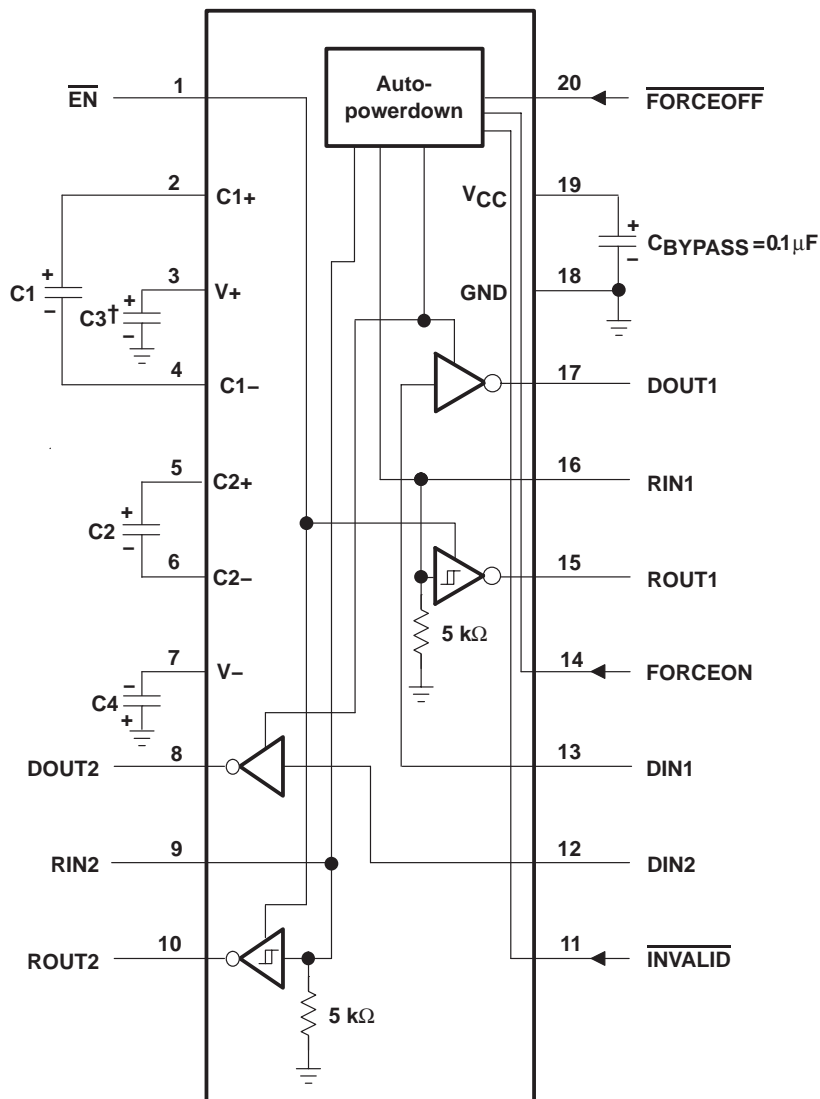 EN
1
Auto-
powerdown
20
FORCEOFF
2
C1+
VCC
19
CBYPASS = 0.1 μF
+
−
C1
+
−
3
V+
C3†
+
−
GND
18
4
C1−
17
DOUT1
5
C2+
16
RIN1
C2
+
−
6
C2−
15
ROUT1
5 kΩ
7
V−
14
FORCEON
C4
−
+
DOUT2
8
13
DIN1
RIN2
9
12
DIN2
ROUT2
10
11
INVALID
5 kΩ